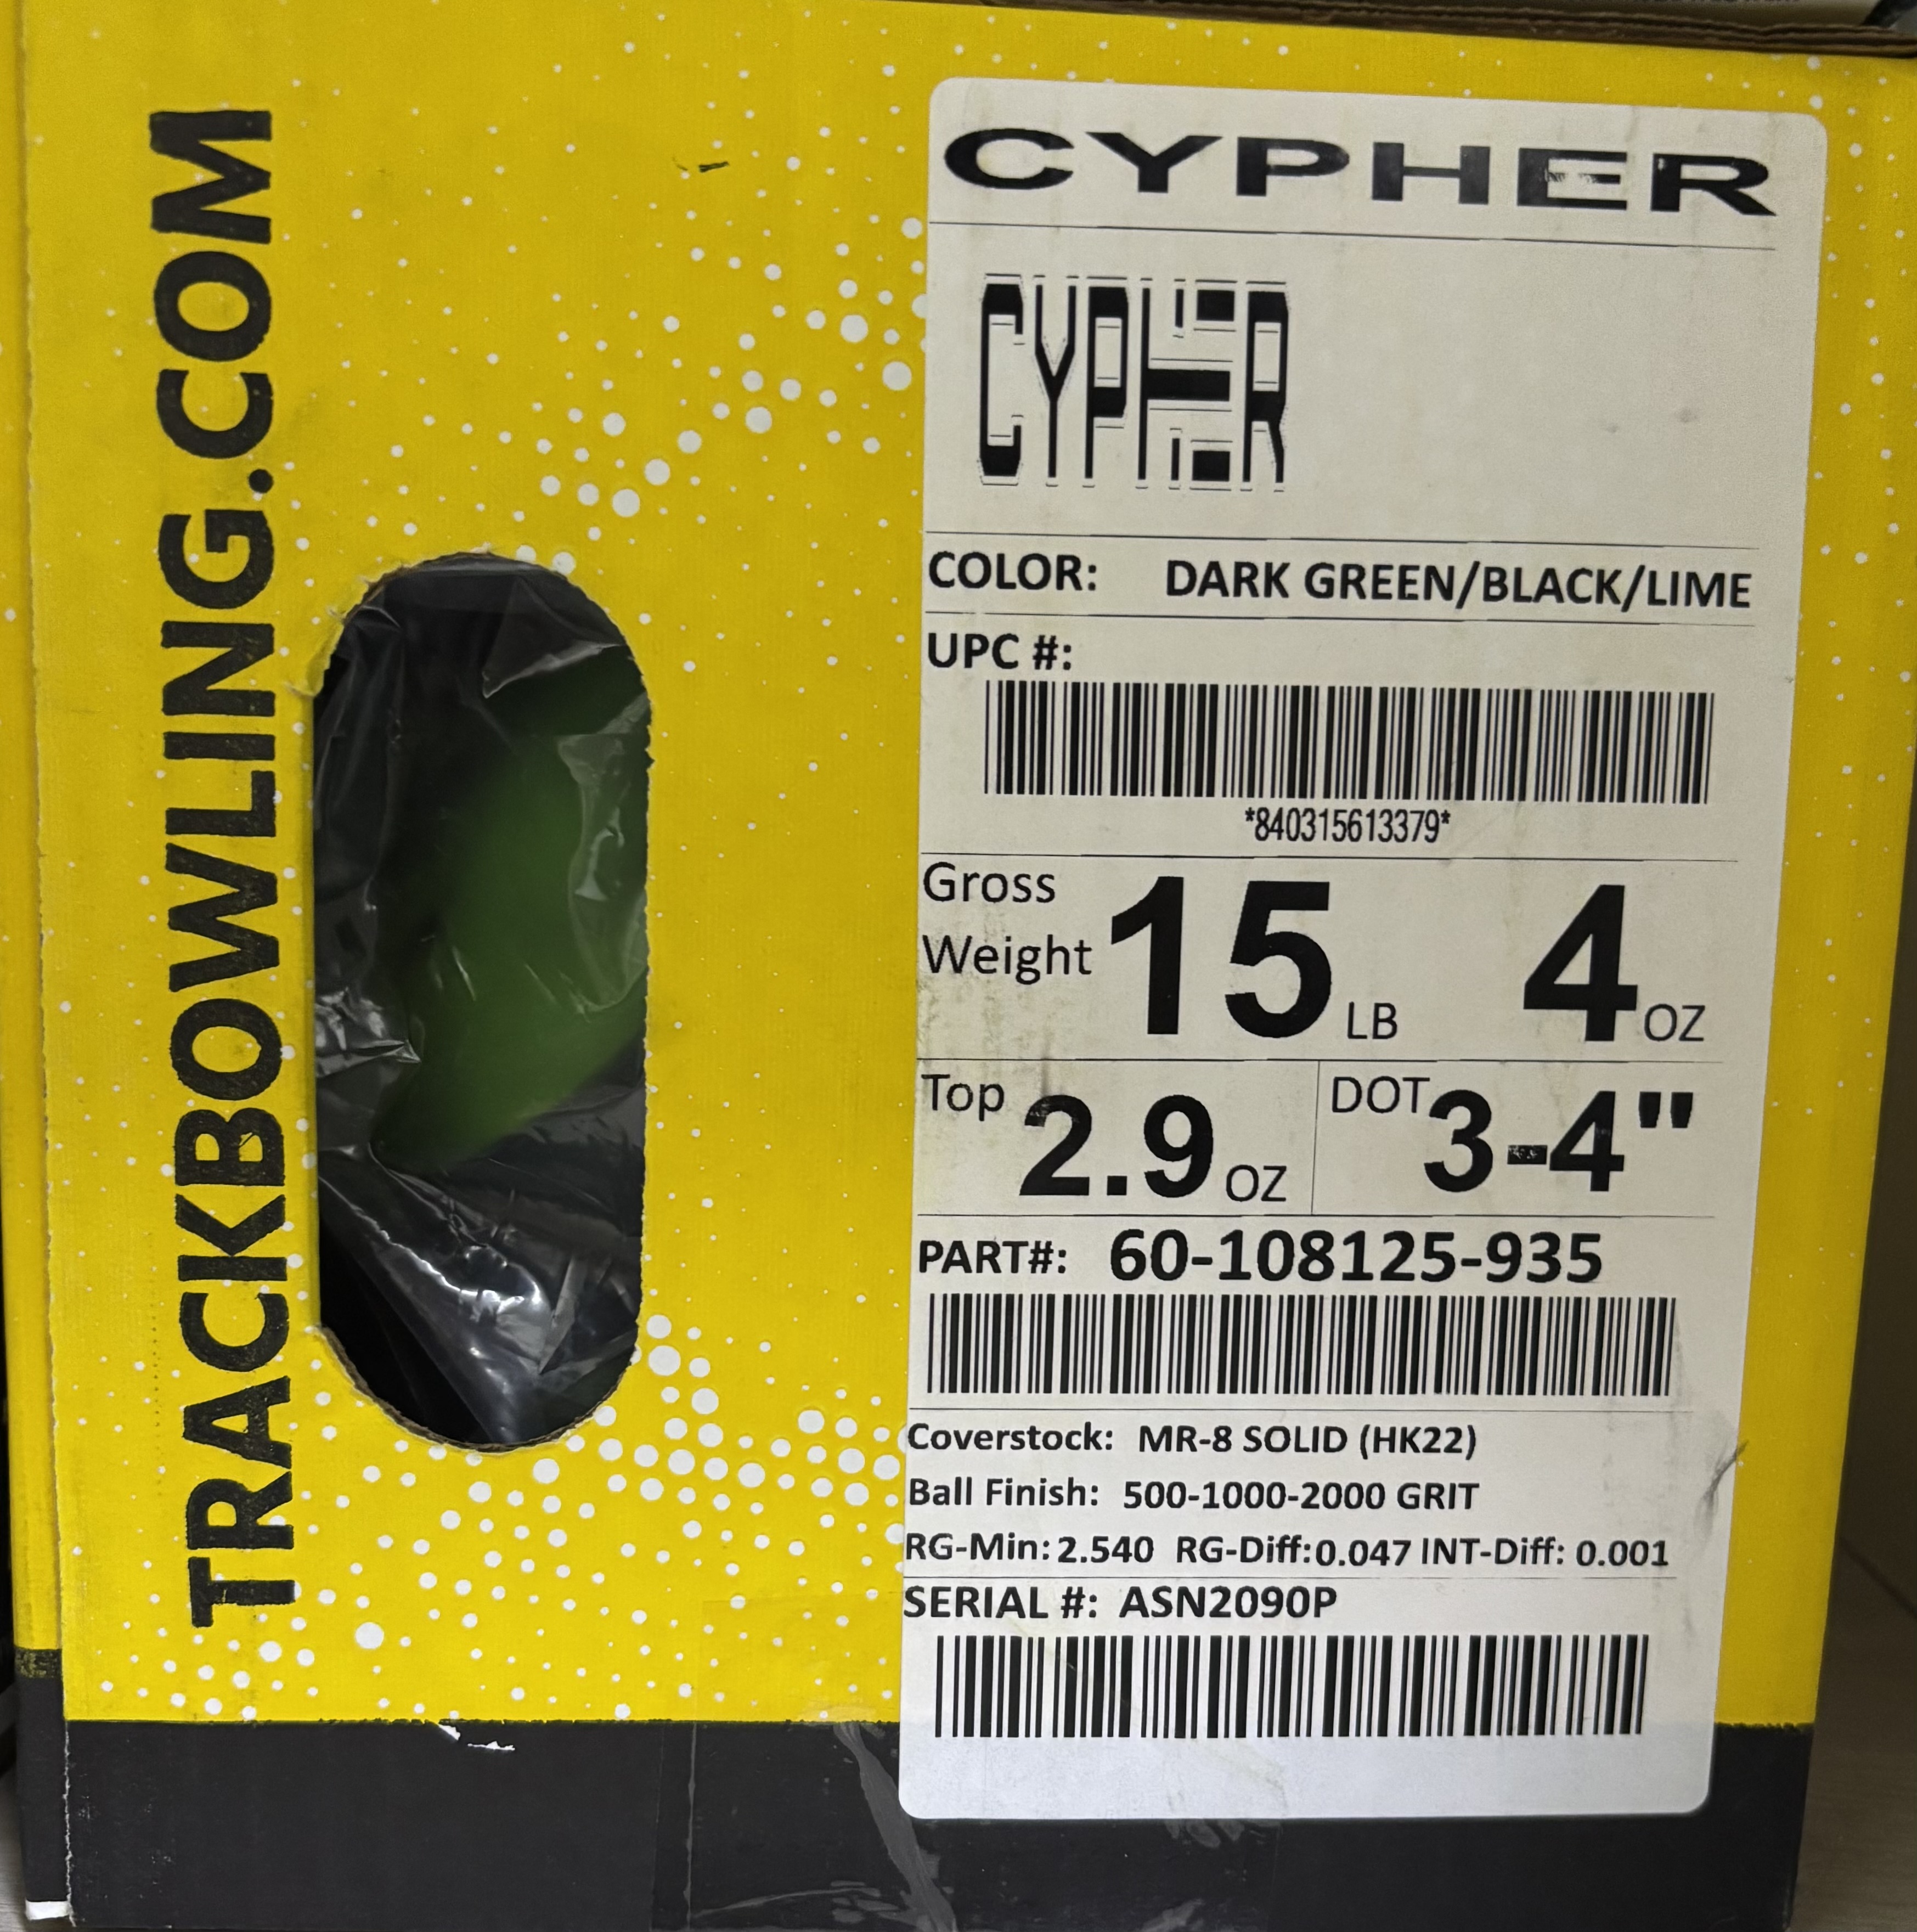 TRACKBOWLING.COM
CYPHER
CYPHER
COLOR: DARK GREEN/BLACK/LIME
UPC #:
*840315613379*
Gross Weight 15 LB 4 OZ
Top 2.9 OZ DOT 3-4"
PART#: 60-108125-935
Coverstock: MR-8 SOLID (HK22)
Ball Finish: 500-1000-2000 GRIT
RG-Min: 2.540 RG-Diff: 0.047 INT-Diff: 0.001
SERIAL #: ASN2090P